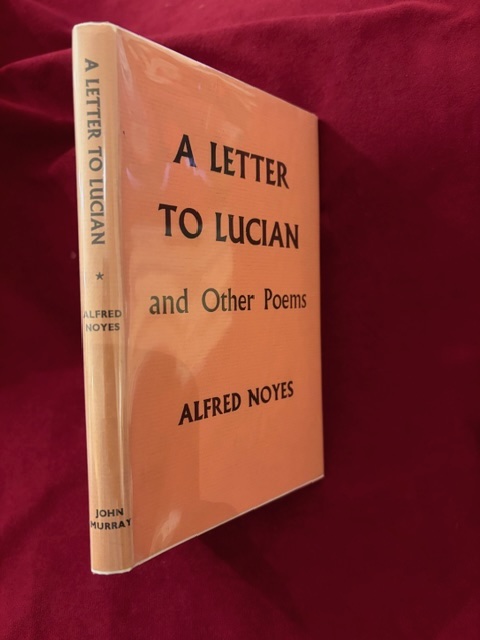 A LETTER TO LUCIAN
*
ALFRED
NOYES
JOHN
MURRAY
A LETTER
TO LUCIAN
and Other Poems
ALFRED NOYES